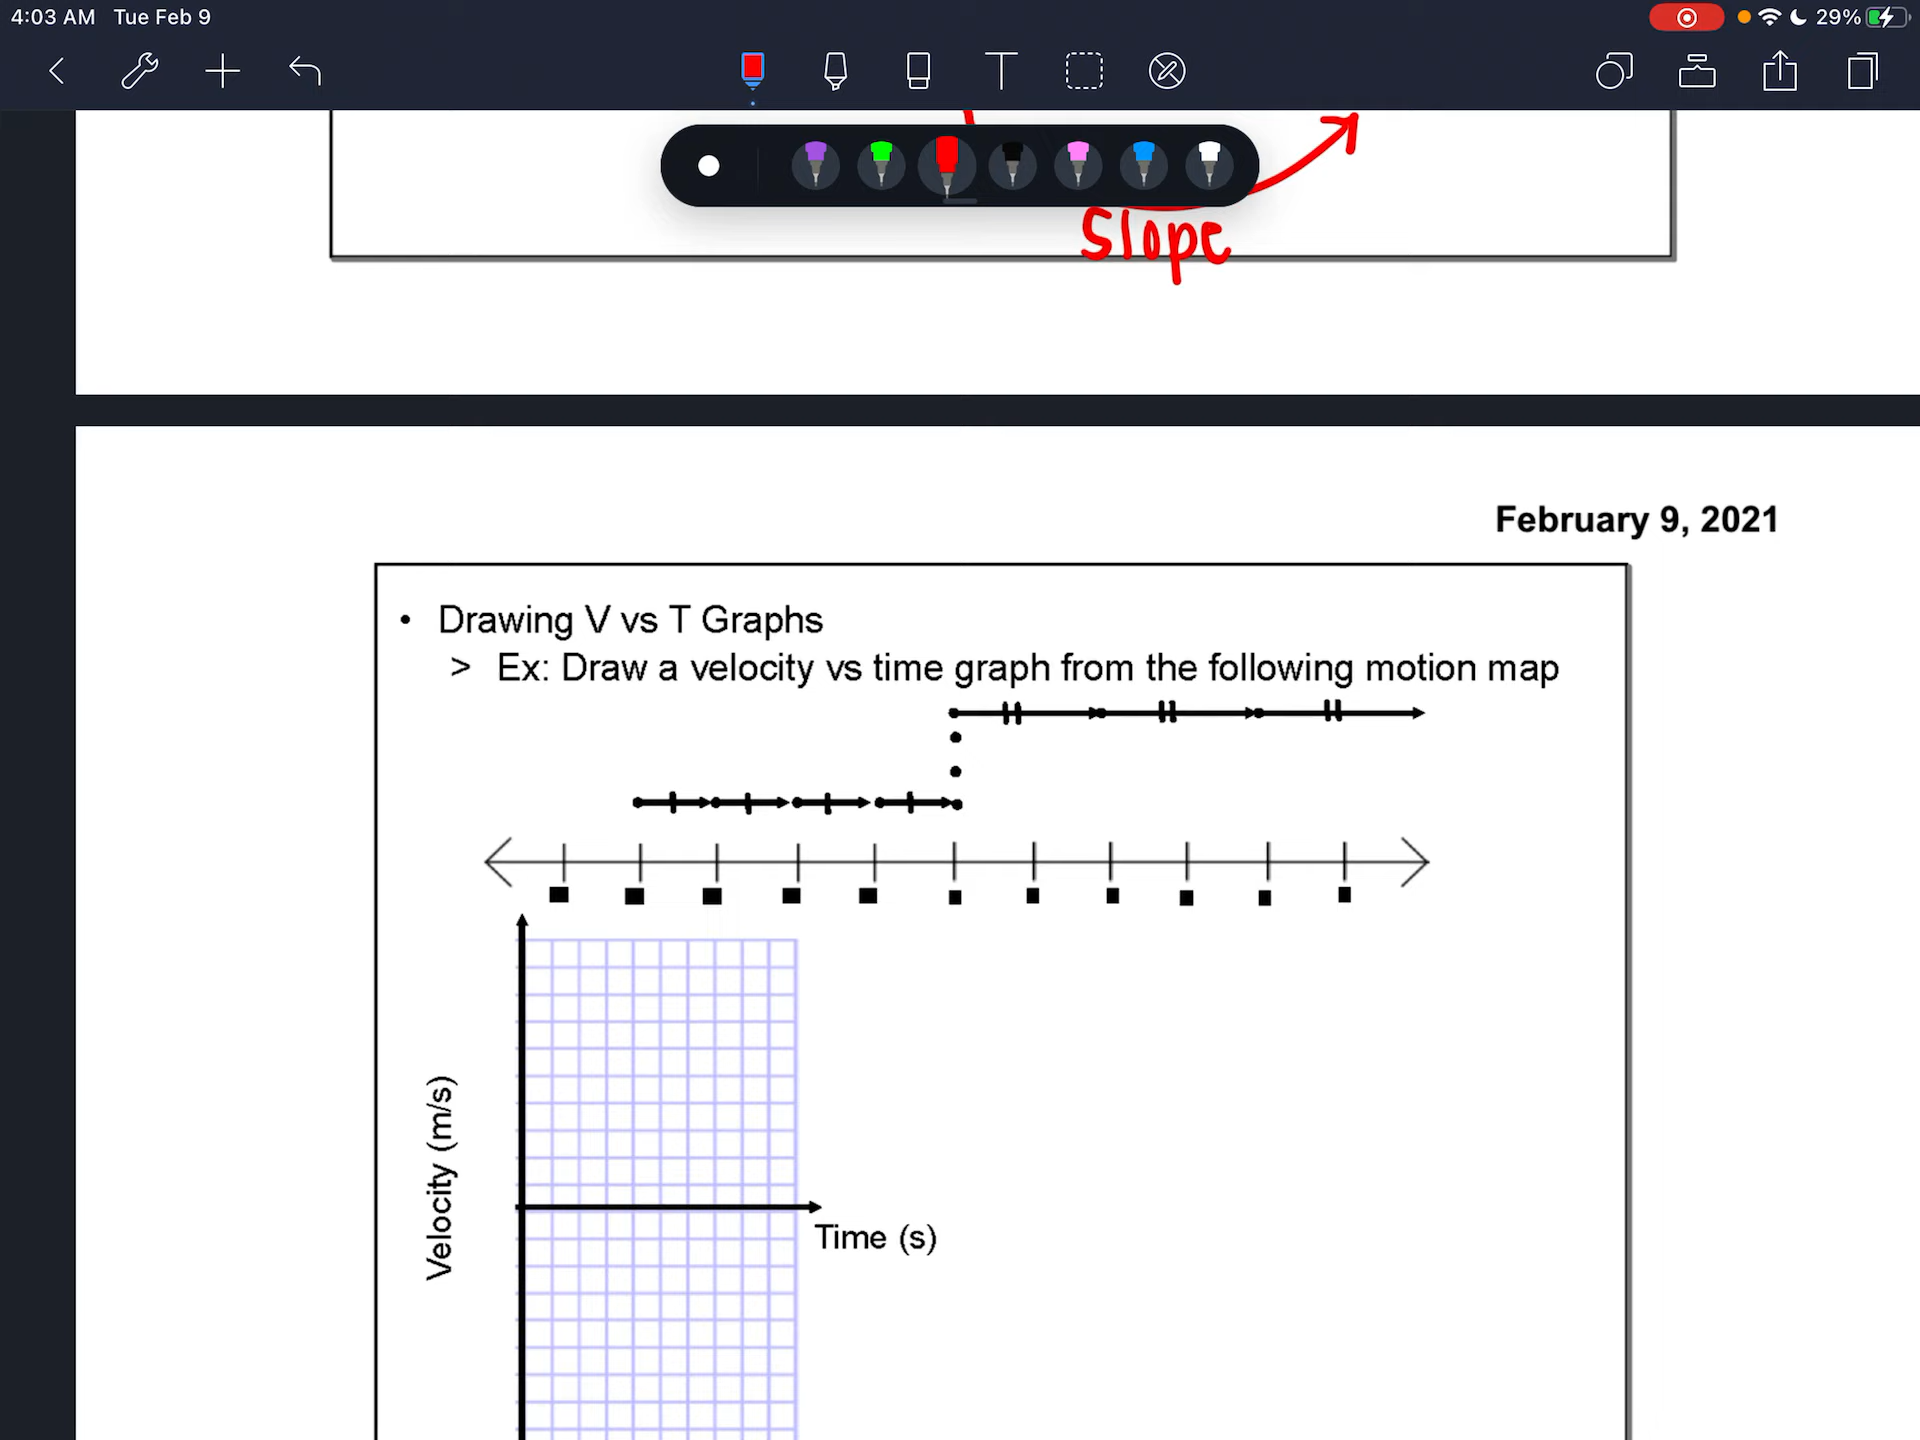 4:03 AM Tue Feb 9
29%
Slope
February 9, 2021
• Drawing V vs T Graphs
> Ex: Draw a velocity vs time graph from the following motion map
Velocity (m/s)
Time (s)